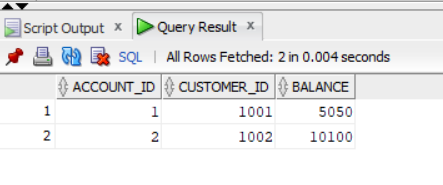 Script Output x Query Result x
SQL | All Rows Fetched: 2 in 0.004 seconds
ACCOUNT_ID CUSTOMER_ID BALANCE
1 1 1001 5050
2 2 1002 10100